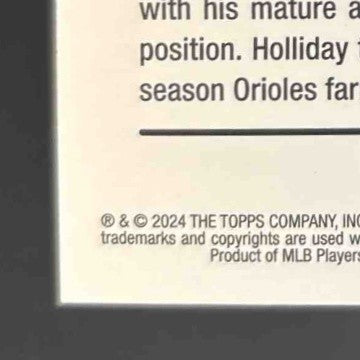 with his mature a
position. Holliday
season Orioles far
® & © 2024 THE TOPPS COMPANY, INC
trademarks and copyrights are used w
Product of MLB Players